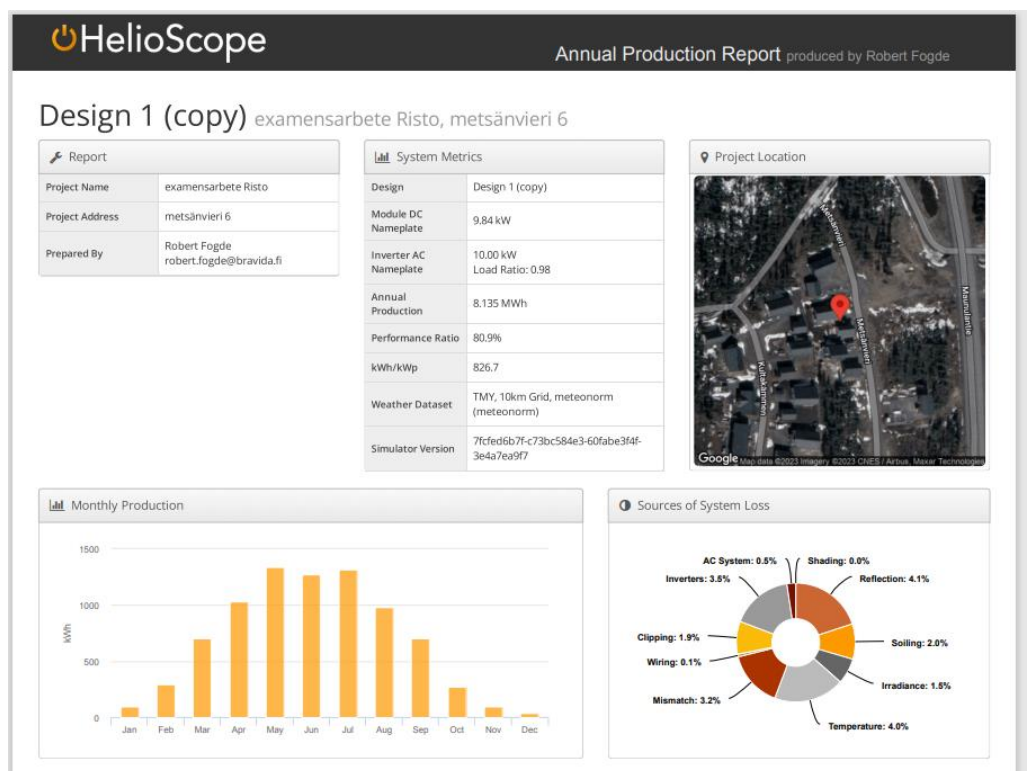 HelioScope
Annual Production Report produced by Robert Fogde
Design 1 (copy) examensarbete Risto, metsänvieri 6
Report
Project Name examensarbete Risto
Project Address metsänvieri 6
Prepared By Robert Fogde
robert.fogde@bravida.fi
System Metrics
Design Design 1 (copy)
Module DC
Nameplate 9.84 kW
Inverter AC
Nameplate 10.00 kW
Load Ratio: 0.98
Annual
Production 8.135 MWh
Performance Ratio 80.9%
kWh/kWp 826.7
Weather Dataset TMY, 10km Grid, meteonorm
(meteonorm)
Simulator Version 7fcfed6b7f-c73bc584e3-60fabe3f4f-
3e4a7ea9f7
Project Location
Metsänvieri
Metsänvieri
Maunulantie
Kultakämmen
Google Map data ©2023 Imagery ©2023 CNES / Airbus, Maxar Technologies
Monthly Production
kWh
1500
1000
500
0
Jan Feb Mar Apr May Jun Jul Aug Sep Oct Nov Dec
Sources of System Loss
AC System: 0.5%
Shading: 0.0%
Inverters: 3.5%
Reflection: 4.1%
Clipping: 1.9%
Soiling: 2.0%
Wiring: 0.1%
Irradiance: 1.5%
Mismatch: 3.2%
Temperature: 4.0%